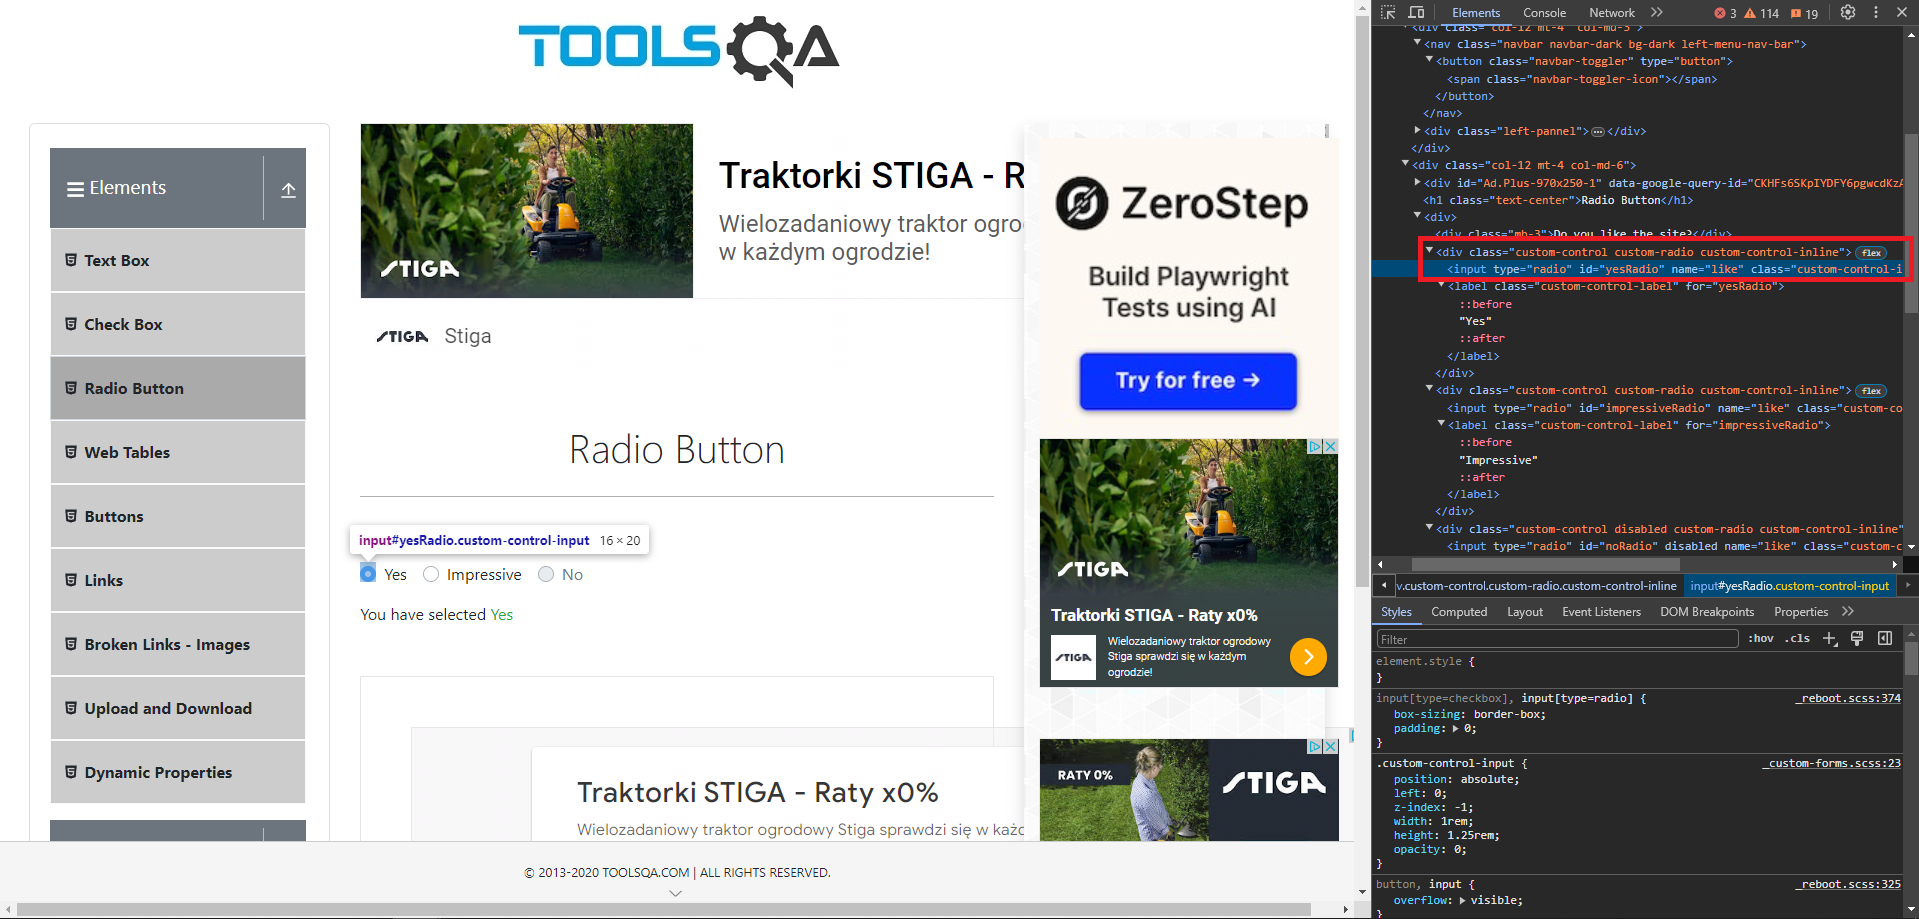 TOOLSQA
Elements
Text Box
Check Box
Radio Button
Web Tables
Buttons
Links
Broken Links - Images
Upload and Download
Dynamic Properties
STIGA
Traktorki STIGA - R
Wielozadaniowy traktor ogro
w każdym ogrodzie!
STIGA Stiga
Radio Button
input#yesRadio.custom-control-input 16 × 20
Yes Impressive No
You have selected Yes
Traktorki STIGA - Raty x0%
Wielozadaniowy traktor ogrodowy Stiga sprawdzi się w każc
ZeroStep
Build Playwright
Tests using AI
Try for free →
STIGA
Traktorki STIGA - Raty x0%
STIGA
Wielozadaniowy traktor ogrodowy
Stiga sprawdzi się w każdym
ogrodzie!
RATY 0%
STIGA
© 2013-2020 TOOLSQA.COM | ALL RIGHTS RESERVED.
Elements Console Network 3 114 19
<div class="col-12 mt-4 col-md-3">
<nav class="navbar navbar-dark bg-dark left-menu-nav-bar">
<button class="navbar-toggler" type="button">
<span class="navbar-toggler-icon"></span>
</button>
</nav>
<div class="left-pannel">…</div>
</div>
<div class="col-12 mt-4 col-md-6">
<div id="Ad.Plus-970x250-1" data-google-query-id="CKHFs6SKpIYDFY6pgwcdKzA
<h1 class="text-center">Radio Button</h1>
<div>
<div class="mb-3">Do you like the site?</div>
<div class="custom-control custom-radio custom-control-inline"> flex
<input type="radio" id="yesRadio" name="like" class="custom-control-i
<label class="custom-control-label" for="yesRadio">
::before
"Yes"
::after
</label>
</div>
<div class="custom-control custom-radio custom-control-inline"> flex
<input type="radio" id="impressiveRadio" name="like" class="custom-co
<label class="custom-control-label" for="impressiveRadio">
::before
"Impressive"
::after
</label>
</div>
<div class="custom-control disabled custom-radio custom-control-inline"
<input type="radio" id="noRadio" disabled name="like" class="custom-c
v.custom-control.custom-radio.custom-control-inline input#yesRadio.custom-control-input
Styles Computed Layout Event Listeners DOM Breakpoints Properties
Filter :hov .cls
element.style {
}
input[type=checkbox], input[type=radio] { _reboot.scss:374
box-sizing: border-box;
padding: 0;
}
.custom-control-input { _custom-forms.scss:23
position: absolute;
left: 0;
z-index: -1;
width: 1rem;
height: 1.25rem;
opacity: 0;
}
button, input { _reboot.scss:325
overflow: visible;
}